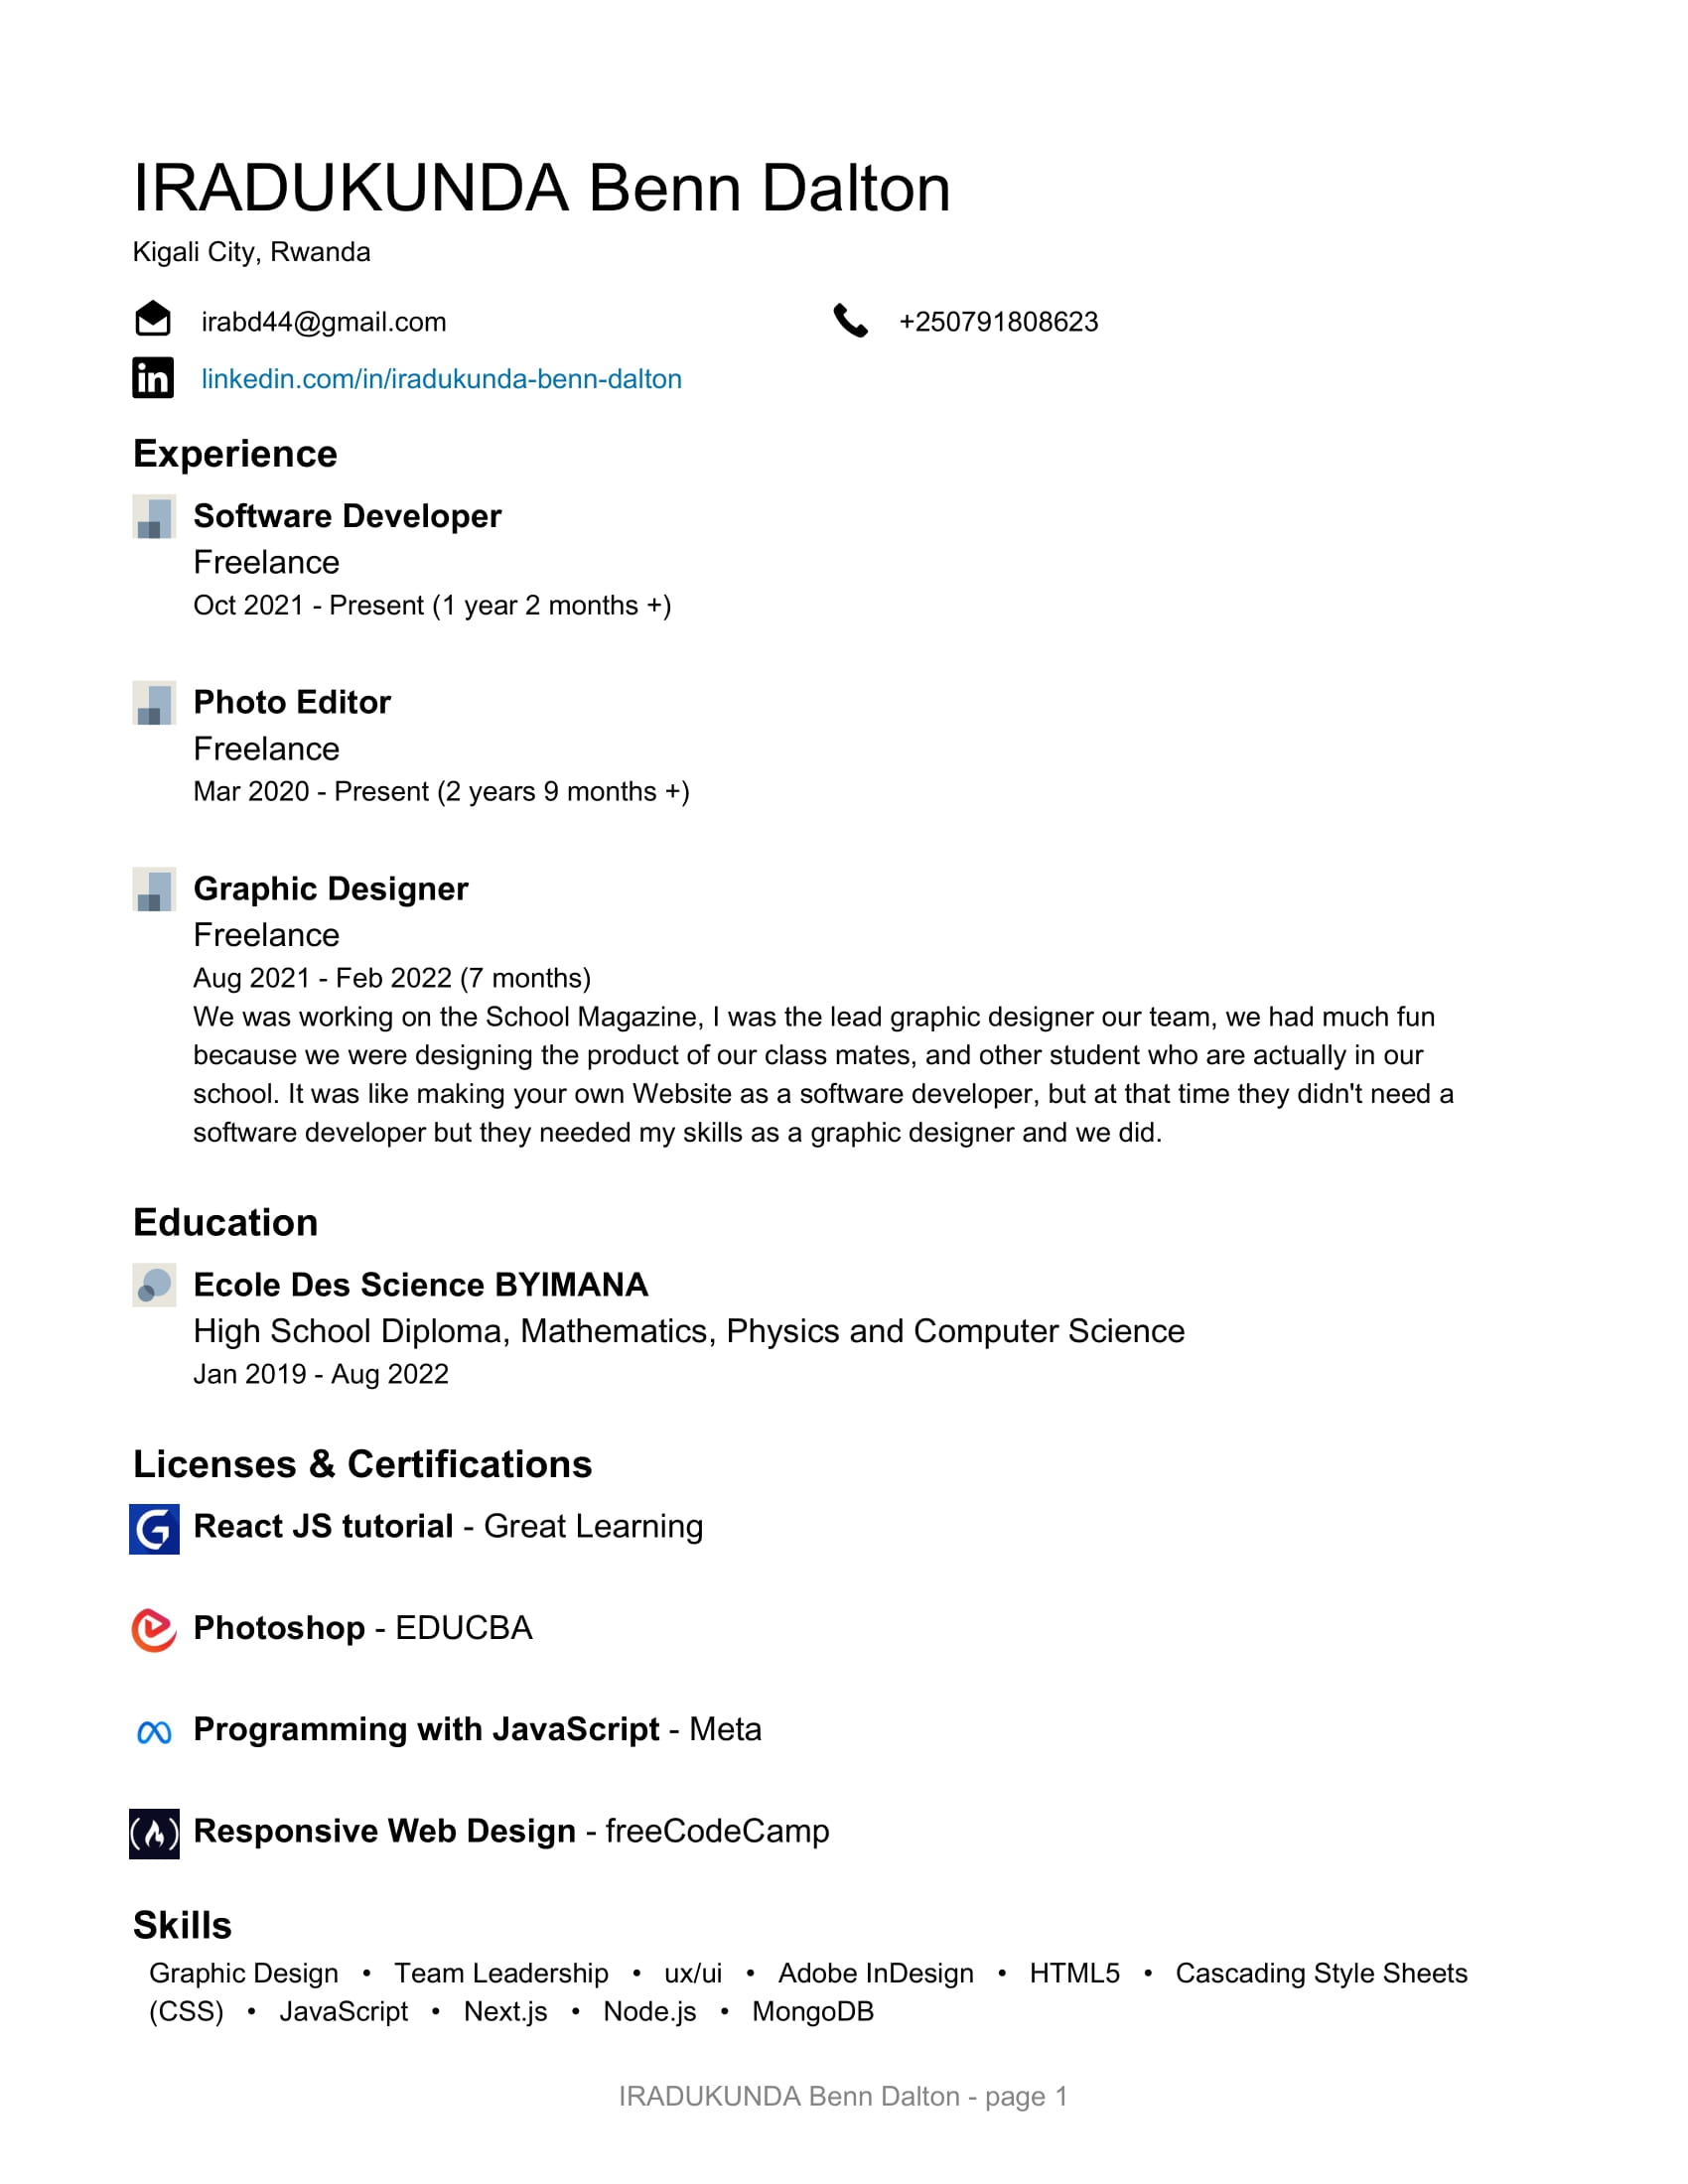 IRADUKUNDA Benn Dalton
Kigali City, Rwanda
irabd44@gmail.com +250791808623
in linkedin.com/in/iradukunda-benn-dalton
Experience
Software Developer
Freelance
Oct 2021 - Present (1 year 2 months +)
Photo Editor
Freelance
Mar 2020 - Present (2 years 9 months +)
Graphic Designer
Freelance
Aug 2021 - Feb 2022 (7 months)
We was working on the School Magazine, I was the lead graphic designer our team, we had much fun
because we were designing the product of our class mates, and other student who are actually in our
school. It was like making your own Website as a software developer, but at that time they didn't need a
software developer but they needed my skills as a graphic designer and we did.
Education
Ecole Des Science BYIMANA
High School Diploma, Mathematics, Physics and Computer Science
Jan 2019 - Aug 2022
Licenses & Certifications
React JS tutorial - Great Learning
Photoshop - EDUCBA
Programming with JavaScript - Meta
Responsive Web Design - freeCodeCamp
Skills
Graphic Design • Team Leadership • ux/ui • Adobe InDesign • HTML5 • Cascading Style Sheets
(CSS) • JavaScript • Next.js • Node.js • MongoDB
IRADUKUNDA Benn Dalton - page 1